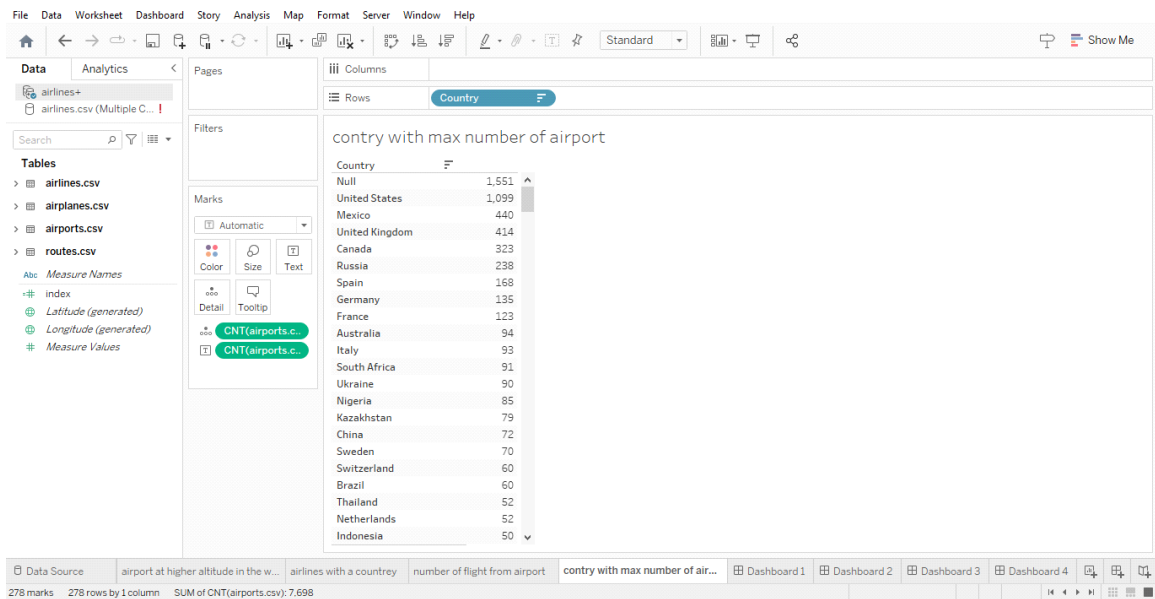 File Data Worksheet Dashboard Story Analysis Map Format Server Window Help
Standard
Show Me
Data Analytics
airlines+
airlines.csv (Multiple C... !
Search
Tables
airlines.csv
airplanes.csv
airports.csv
routes.csv
Abc Measure Names
index
Latitude (generated)
Longitude (generated)
Measure Values
Pages
Filters
Marks
Automatic
Color Size Text
Detail Tooltip
CNT(airports.c..
CNT(airports.c..
Columns
Rows Country
contry with max number of airport
Country
Null 1,551
United States 1,099
Mexico 440
United Kingdom 414
Canada 323
Russia 238
Spain 168
Germany 135
France 123
Australia 94
Italy 93
South Africa 91
Ukraine 90
Nigeria 85
Kazakhstan 79
China 72
Sweden 70
Switzerland 60
Brazil 60
Thailand 52
Netherlands 52
Indonesia 50
Data Source airport at higher altitude in the w... airlines with a countrey number of flight from airport contry with max number of air... Dashboard 1 Dashboard 2 Dashboard 3 Dashboard 4
278 marks 278 rows by 1 column SUM of CNT(airports.csv): 7,698